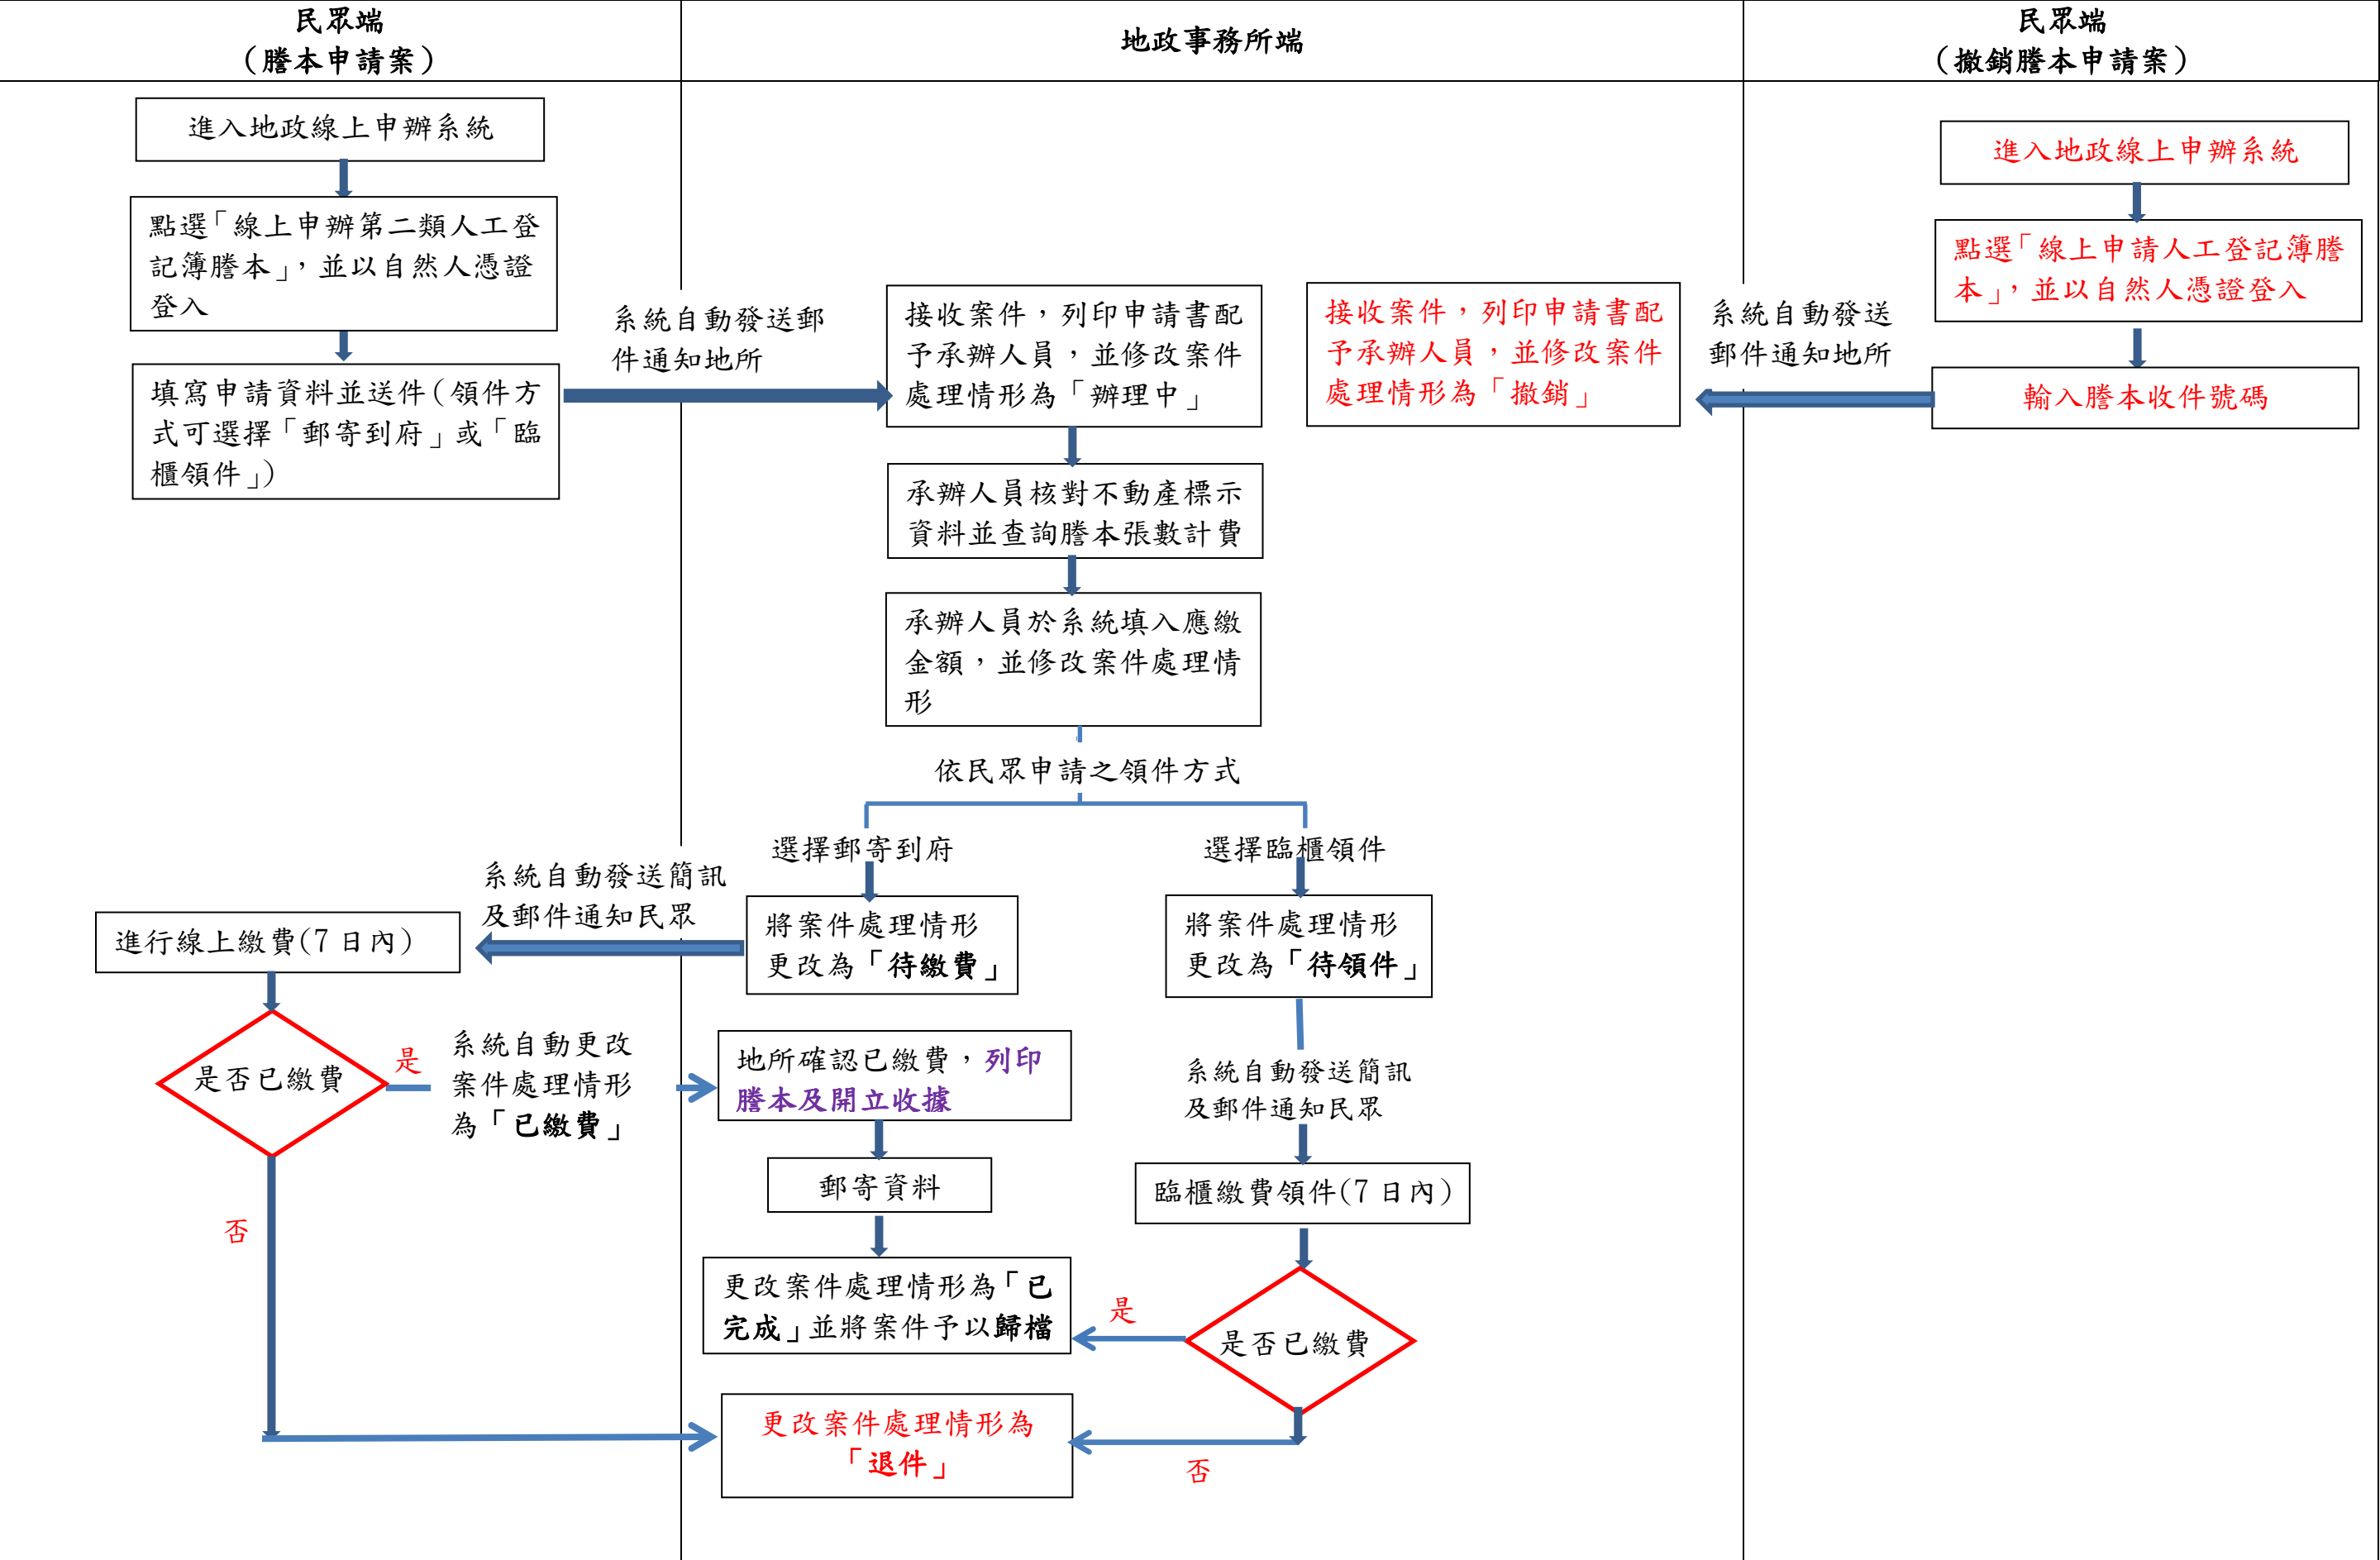 民眾端
（謄本申請案）
地政事務所端
民眾端
（撤銷謄本申請案）
進入地政線上申辦系統
點選「線上申辦第二類人工登
記簿謄本」，並以自然人憑證
登入
填寫申請資料並送件（領件方
式可選擇「郵寄到府」或「臨
櫃領件」）
系統自動發送郵
件通知地所
接收案件，列印申請書配
予承辦人員，並修改案件
處理情形為「辦理中」
承辦人員核對不動產標示
資料並查詢謄本張數計費
承辦人員於系統填入應繳
金額，並修改案件處理情
形
依民眾申請之領件方式
選擇郵寄到府
選擇臨櫃領件
將案件處理情形
更改為「待繳費」
將案件處理情形
更改為「待領件」
系統自動發送簡訊
及郵件通知民眾
進行線上繳費(7日內)
是否已繳費
是
系統自動更改
案件處理情形
為「已繳費」
否
地所確認已繳費，列印
謄本及開立收據
郵寄資料
更改案件處理情形為「已
完成」並將案件予以歸檔
系統自動發送簡訊
及郵件通知民眾
臨櫃繳費領件(7日內)
是否已繳費
是
否
更改案件處理情形為
「退件」
接收案件，列印申請書配
予承辦人員，並修改案件
處理情形為「撤銷」
系統自動發送
郵件通知地所
進入地政線上申辦系統
點選「線上申請人工登記簿謄
本」，並以自然人憑證登入
輸入謄本收件號碼